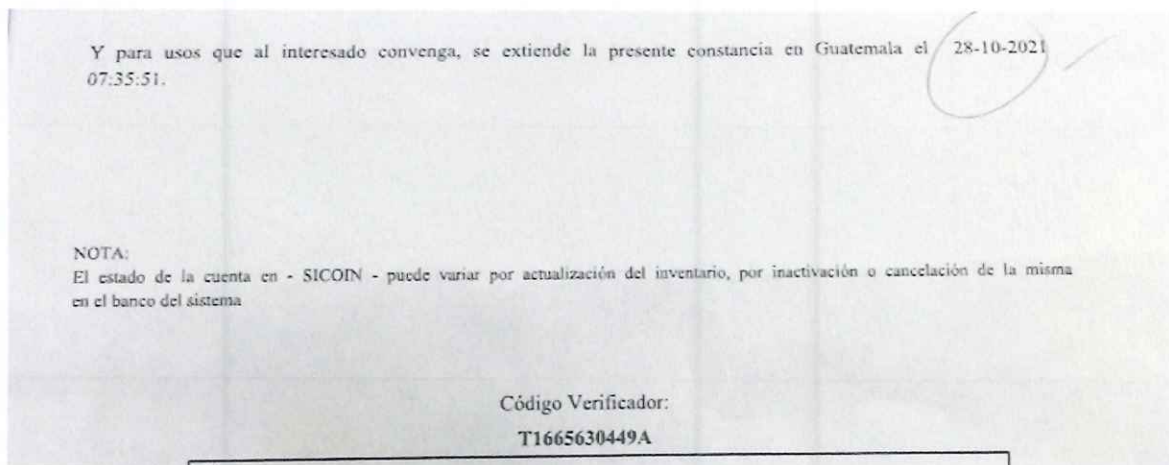 Y para usos que al interesado convenga, se extiende la presente constancia en Guatemala el 28-10-2021
07:35:51.
NOTA:
El estado de la cuenta en - SICOIN - puede variar por actualización del inventario, por inactivación o cancelación de la misma
en el banco del sistema
Código Verificador:
T1665630449A